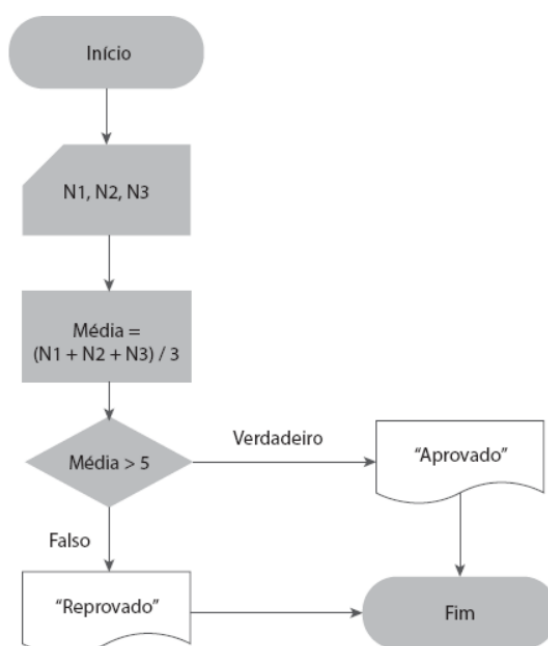 Início
N1, N2, N3
Média =
(N1 + N2 + N3) / 3
Média > 5
Verdadeiro
“Aprovado”
Falso
“Reprovado”
Fim